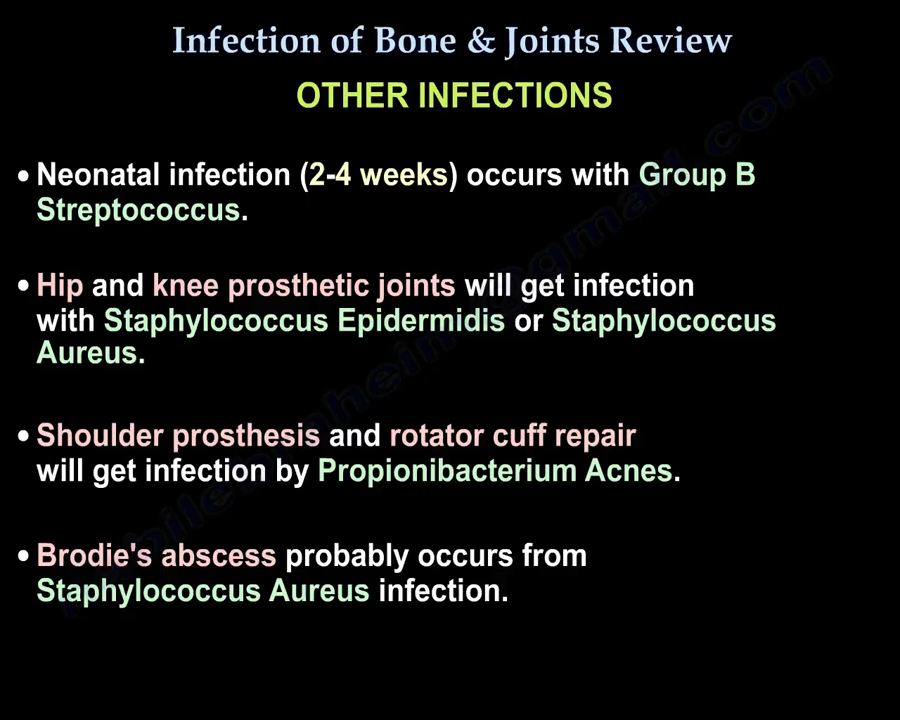 Infection of Bone & Joints Review
OTHER INFECTIONS
• Neonatal infection (2-4 weeks) occurs with Group B
Streptococcus.
• Hip and knee prosthetic joints will get infection
with Staphylococcus Epidermidis or Staphylococcus
Aureus.
• Shoulder prosthesis and rotator cuff repair
will get infection by Propionibacterium Acnes.
• Brodie's abscess probably occurs from
Staphylococcus Aureus infection.